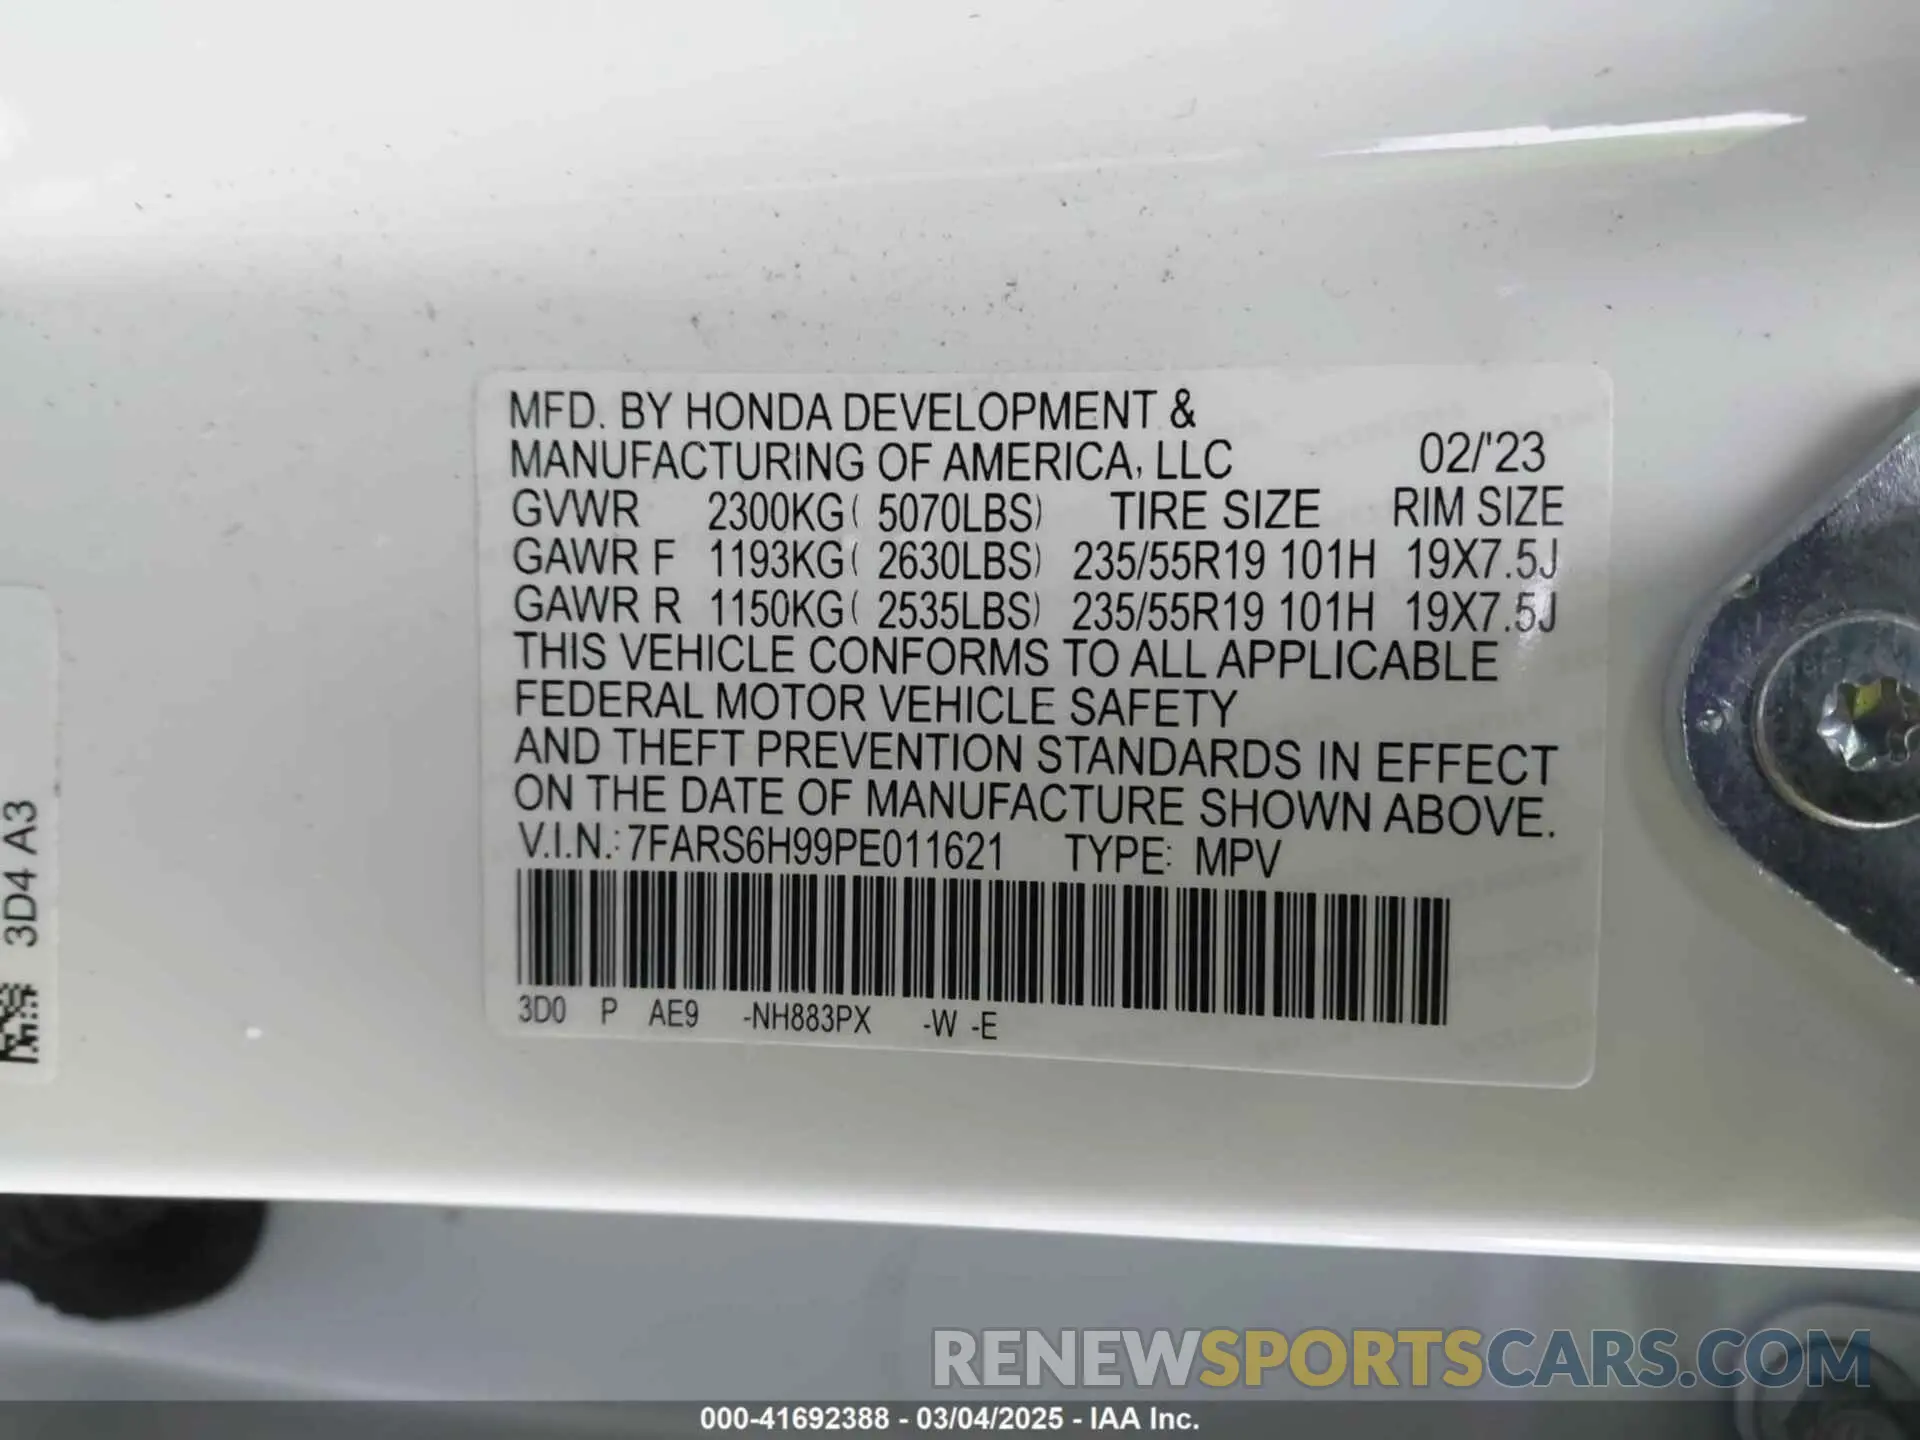 MFD. BY HONDA DEVELOPMENT &
MANUFACTURING OF AMERICA, LLC 02/'23
GVWR 2300KG( 5070LBS) TIRE SIZE RIM SIZE
GAWR F 1193KG( 2630LBS) 235/55R19 101H 19X7.5J
GAWR R 1150KG( 2535LBS) 235/55R19 101H 19X7.5J
THIS VEHICLE CONFORMS TO ALL APPLICABLE
FEDERAL MOTOR VEHICLE SAFETY
AND THEFT PREVENTION STANDARDS IN EFFECT
ON THE DATE OF MANUFACTURE SHOWN ABOVE.
V.I.N.: 7FARS6H99PE011621 TYPE: MPV
3D0 P AE9 -NH883PX -W -E
3D4 A3
RENEWSPORTSCARS.COM
000-41692388 - 03/04/2025 - IAA Inc.